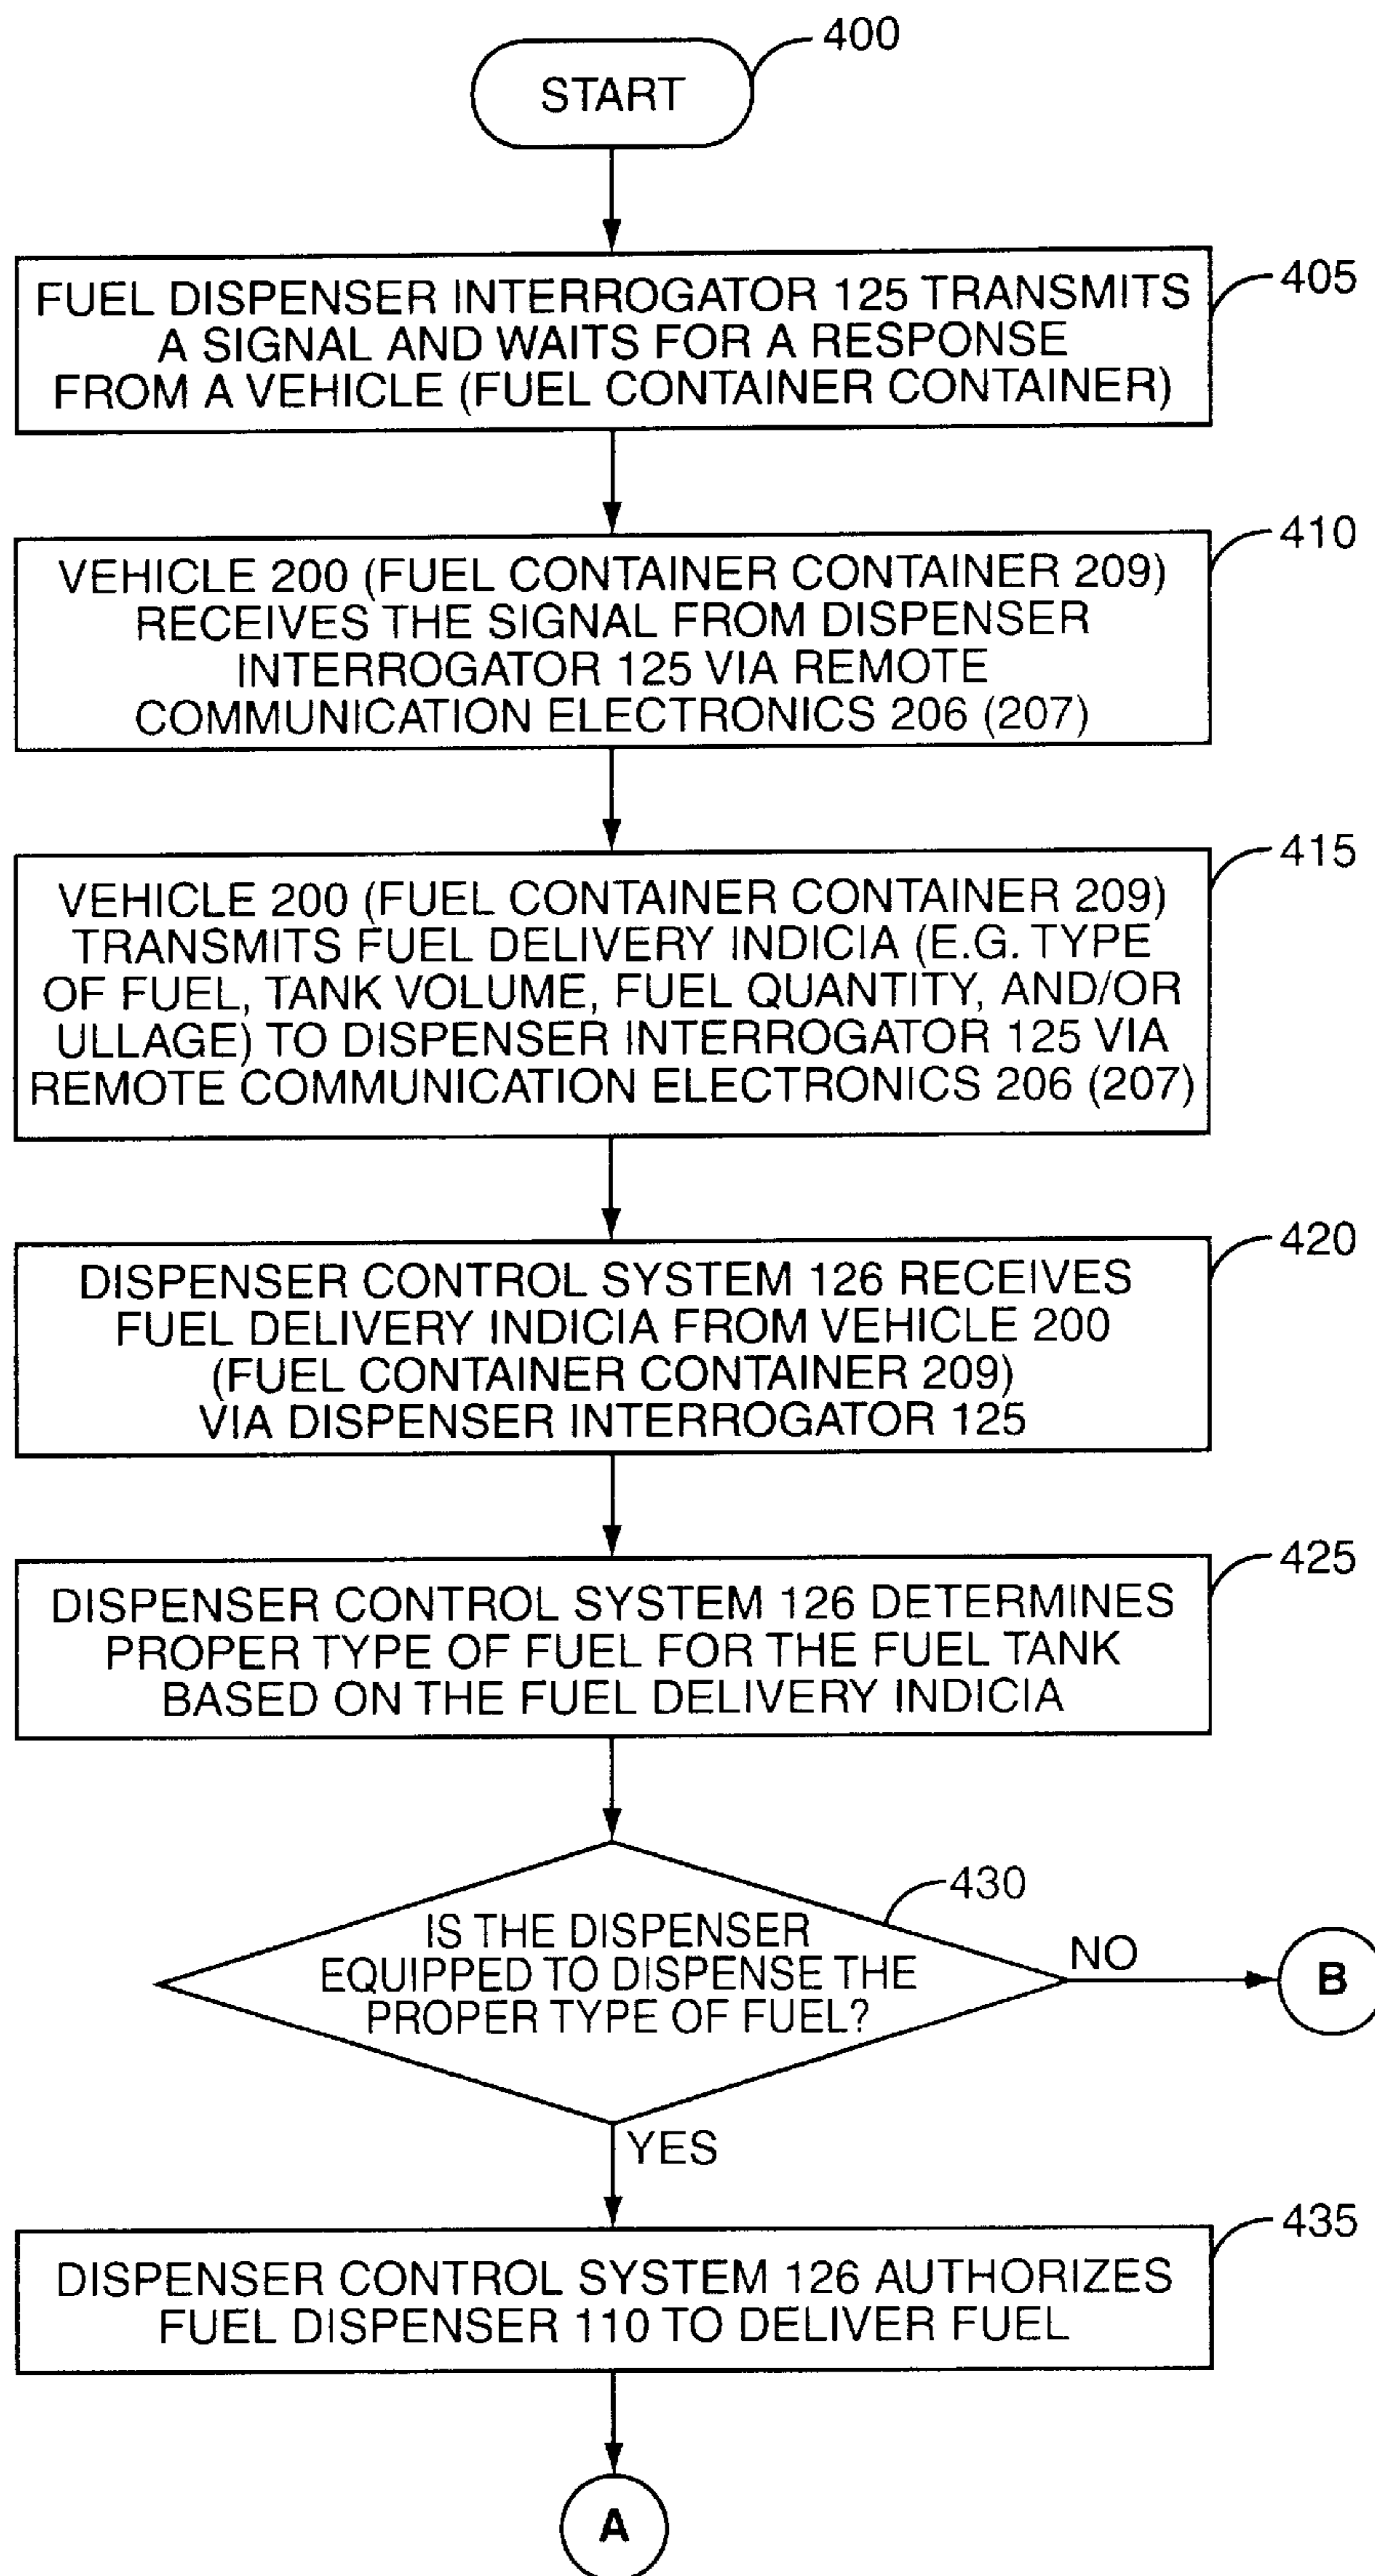 400
START
405
FUEL DISPENSER INTERROGATOR 125 TRANSMITS
A SIGNAL AND WAITS FOR A RESPONSE
FROM A VEHICLE (FUEL CONTAINER CONTAINER)
410
VEHICLE 200 (FUEL CONTAINER CONTAINER 209)
RECEIVES THE SIGNAL FROM DISPENSER
INTERROGATOR 125 VIA REMOTE
COMMUNICATION ELECTRONICS 206 (207)
415
VEHICLE 200 (FUEL CONTAINER CONTAINER 209)
TRANSMITS FUEL DELIVERY INDICIA (E.G. TYPE
OF FUEL, TANK VOLUME, FUEL QUANTITY, AND/OR
ULLAGE) TO DISPENSER INTERROGATOR 125 VIA
REMOTE COMMUNICATION ELECTRONICS 206 (207)
420
DISPENSER CONTROL SYSTEM 126 RECEIVES
FUEL DELIVERY INDICIA FROM VEHICLE 200
(FUEL CONTAINER CONTAINER 209)
VIA DISPENSER INTERROGATOR 125
425
DISPENSER CONTROL SYSTEM 126 DETERMINES
PROPER TYPE OF FUEL FOR THE FUEL TANK
BASED ON THE FUEL DELIVERY INDICIA
430
IS THE DISPENSER
EQUIPPED TO DISPENSE THE
PROPER TYPE OF FUEL?
NO
B
YES
435
DISPENSER CONTROL SYSTEM 126 AUTHORIZES
FUEL DISPENSER 110 TO DELIVER FUEL
A